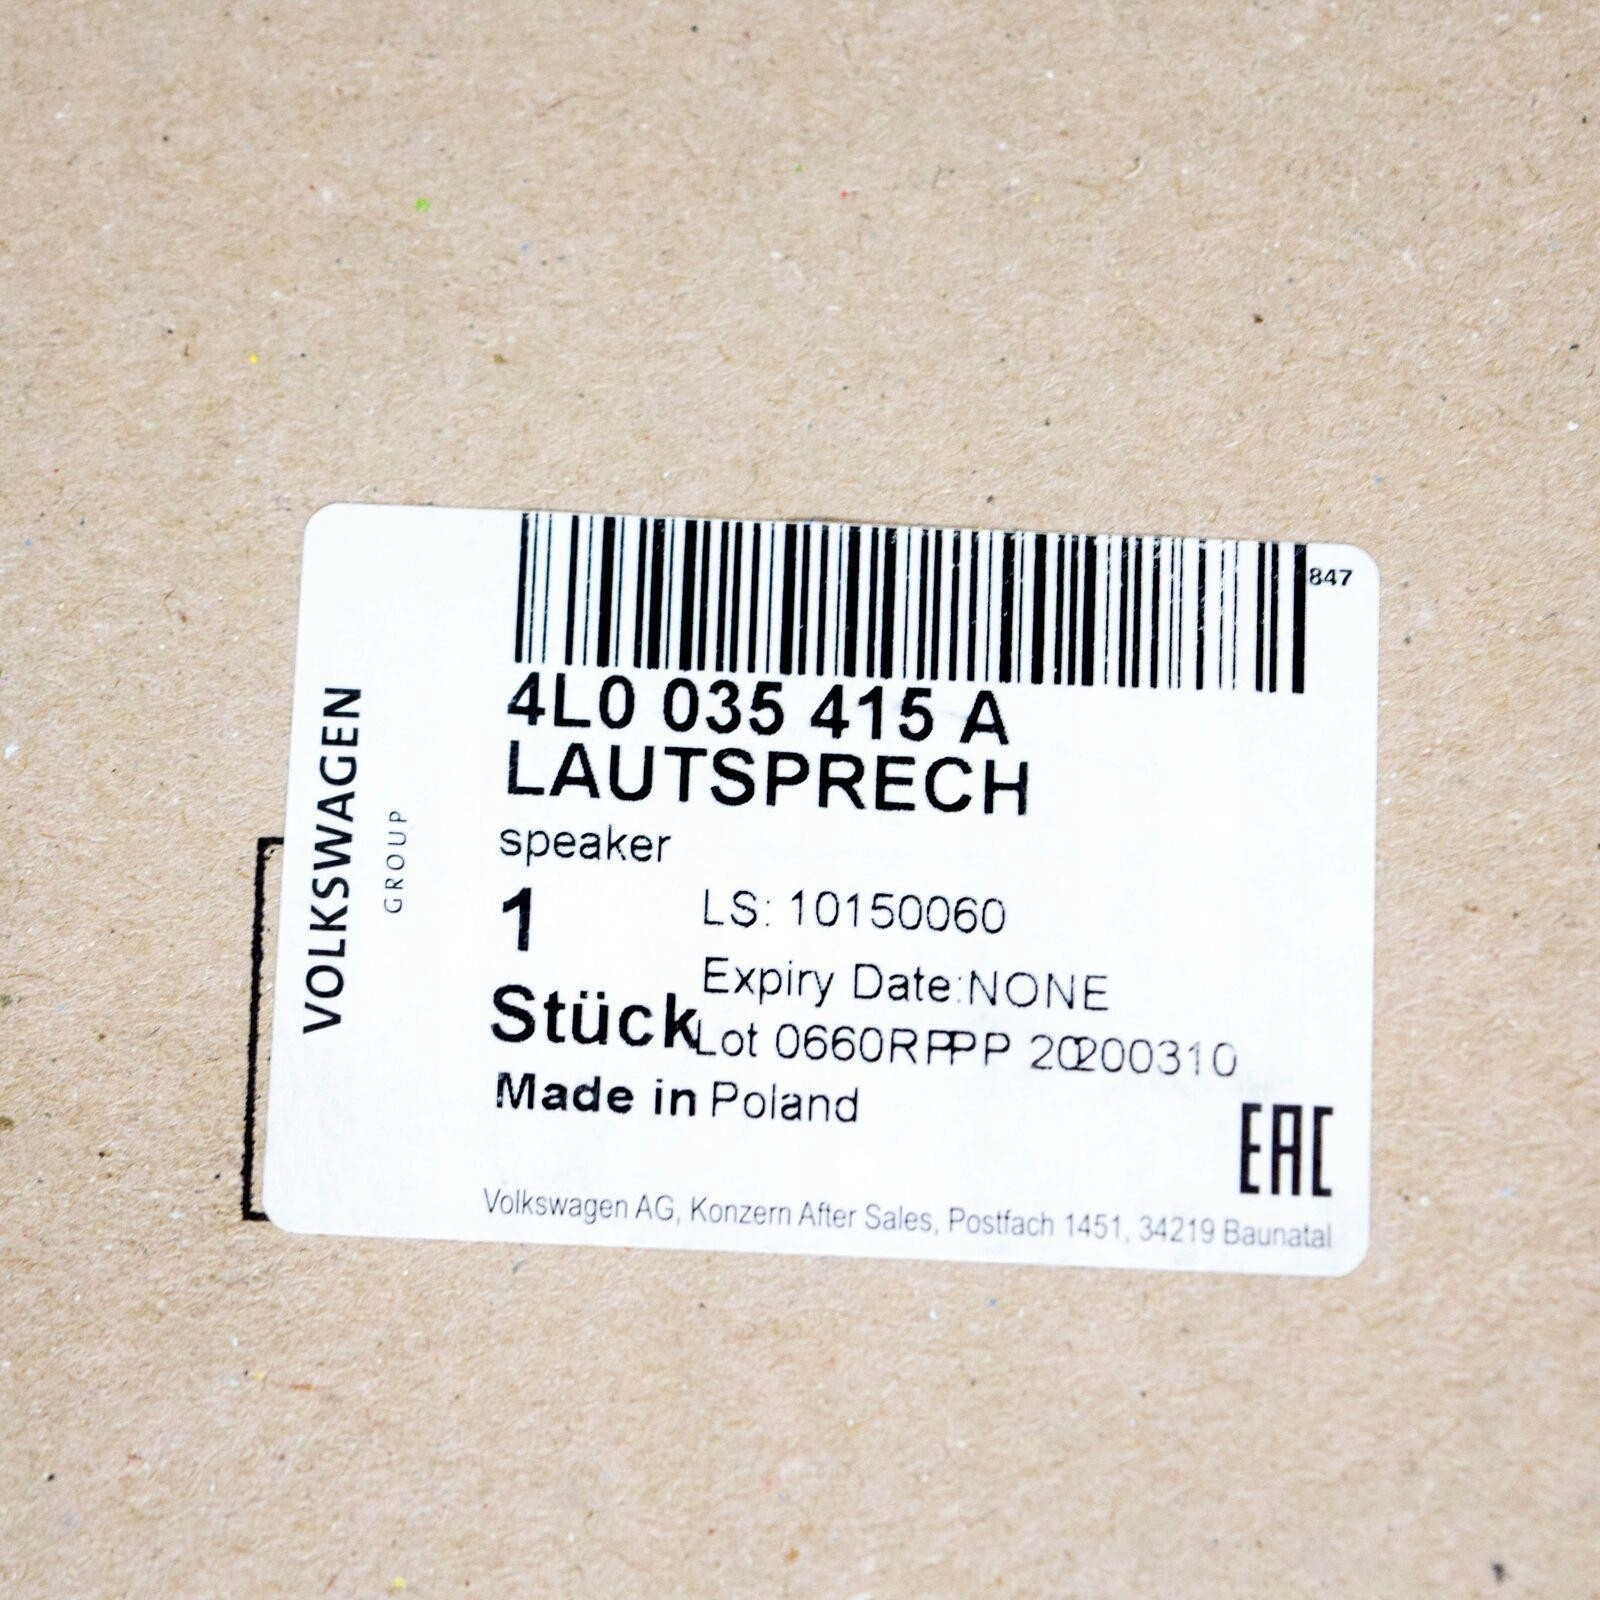 847
4L0 035 415 A
LAUTSPRECH
speaker
1
LS: 10150060
Expiry Date:NONE
Stück
Lot 0660RPPP 20200310
Made in Poland
EAC
Volkswagen AG, Konzern After Sales, Postfach 1451, 34219 Baunatal
VOLKSWAGEN
GROUP